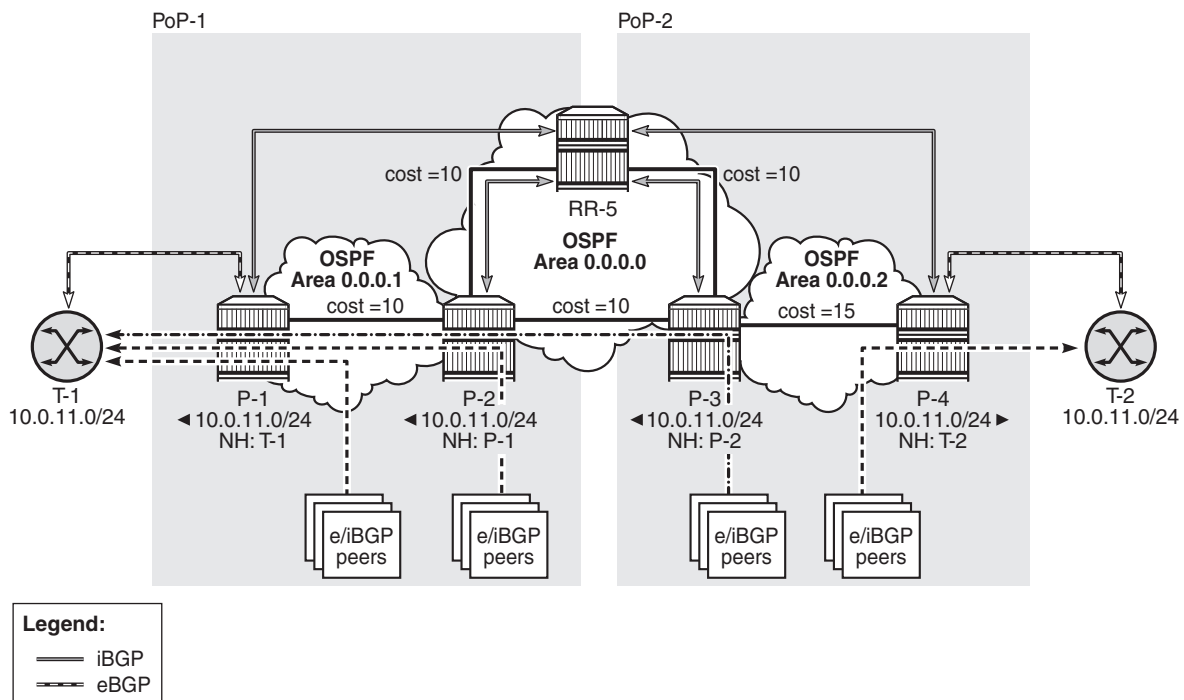 PoP-1
PoP-2
cost =10
cost =10
RR-5
OSPF
Area 0.0.0.0
OSPF
Area 0.0.0.1
OSPF
Area 0.0.0.2
cost =10
cost =10
cost =15
T-1
10.0.11.0/24
P-1
◄10.0.11.0/24
NH: T-1
P-2
◄10.0.11.0/24
NH: P-1
P-3
◄10.0.11.0/24
NH: P-2
P-4
10.0.11.0/24►
NH: T-2
T-2
10.0.11.0/24
e/iBGP
peers
e/iBGP
peers
e/iBGP
peers
e/iBGP
peers
Legend:
iBGP
eBGP